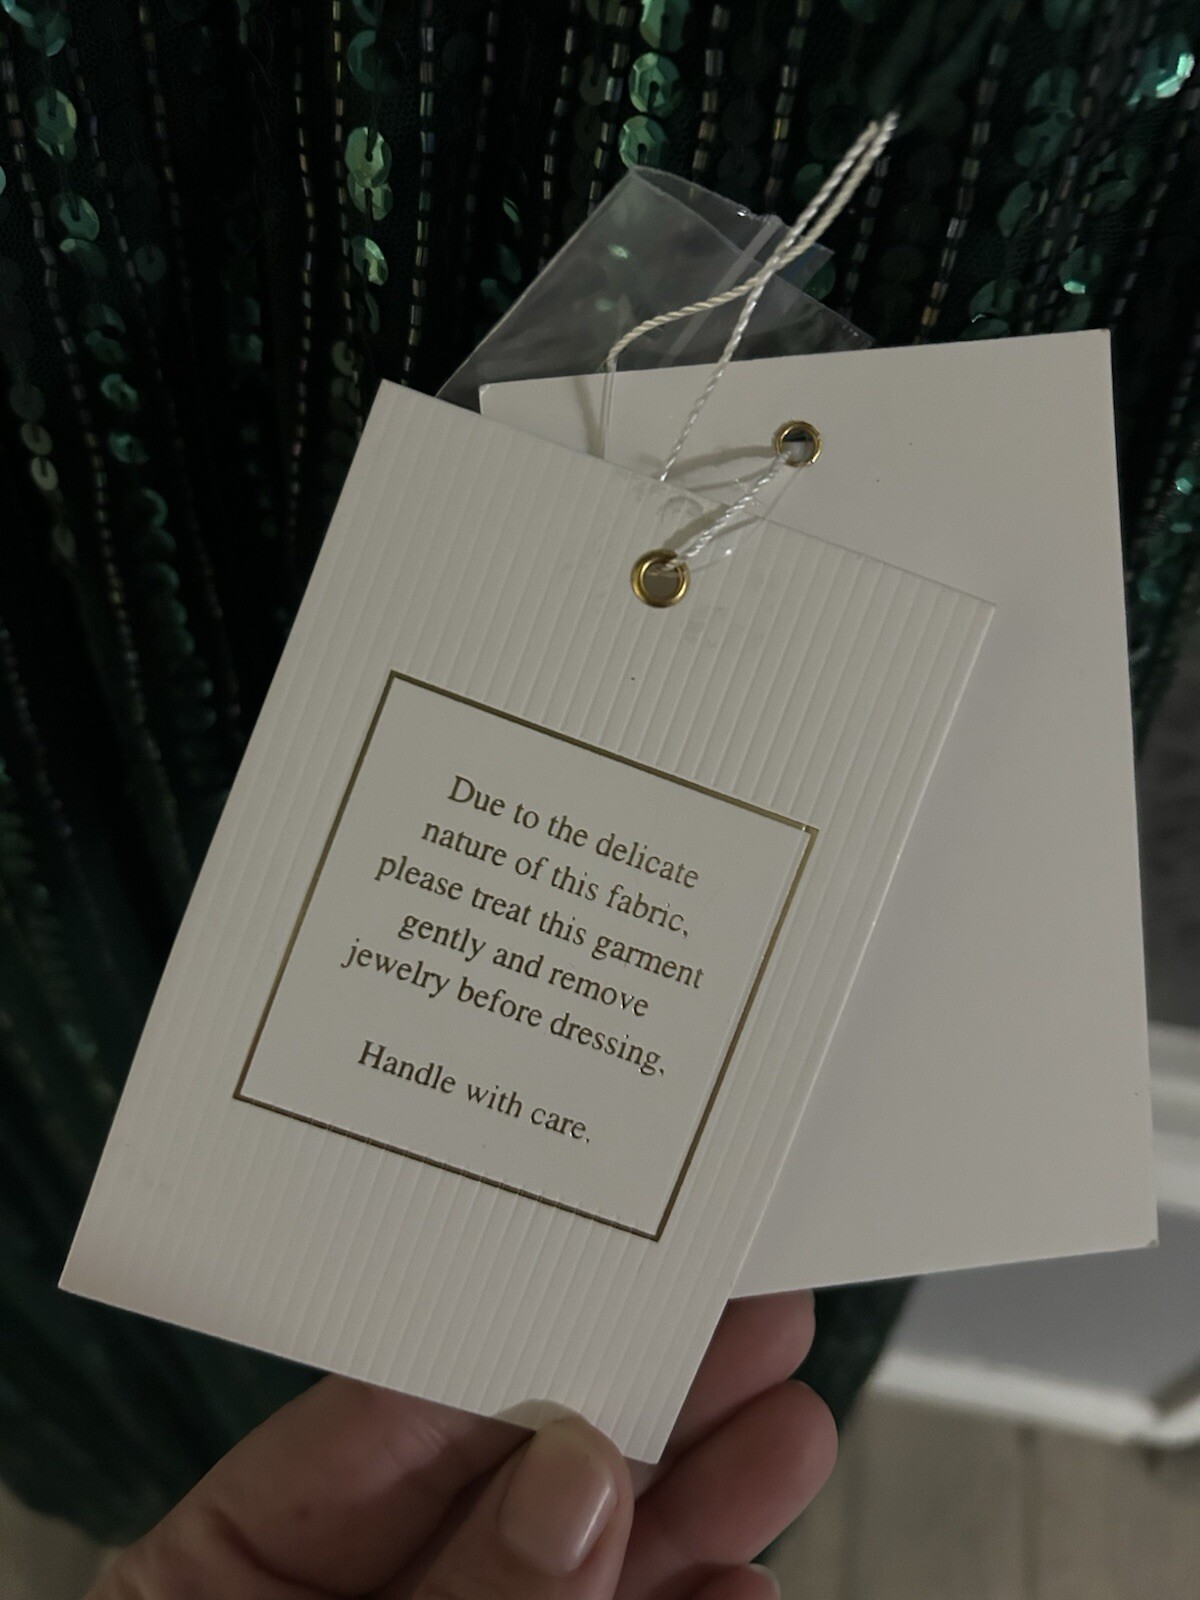 Due to the delicate
nature of this fabric,
please treat this garment
gently and remove
jewelry before dressing.
Handle with care.